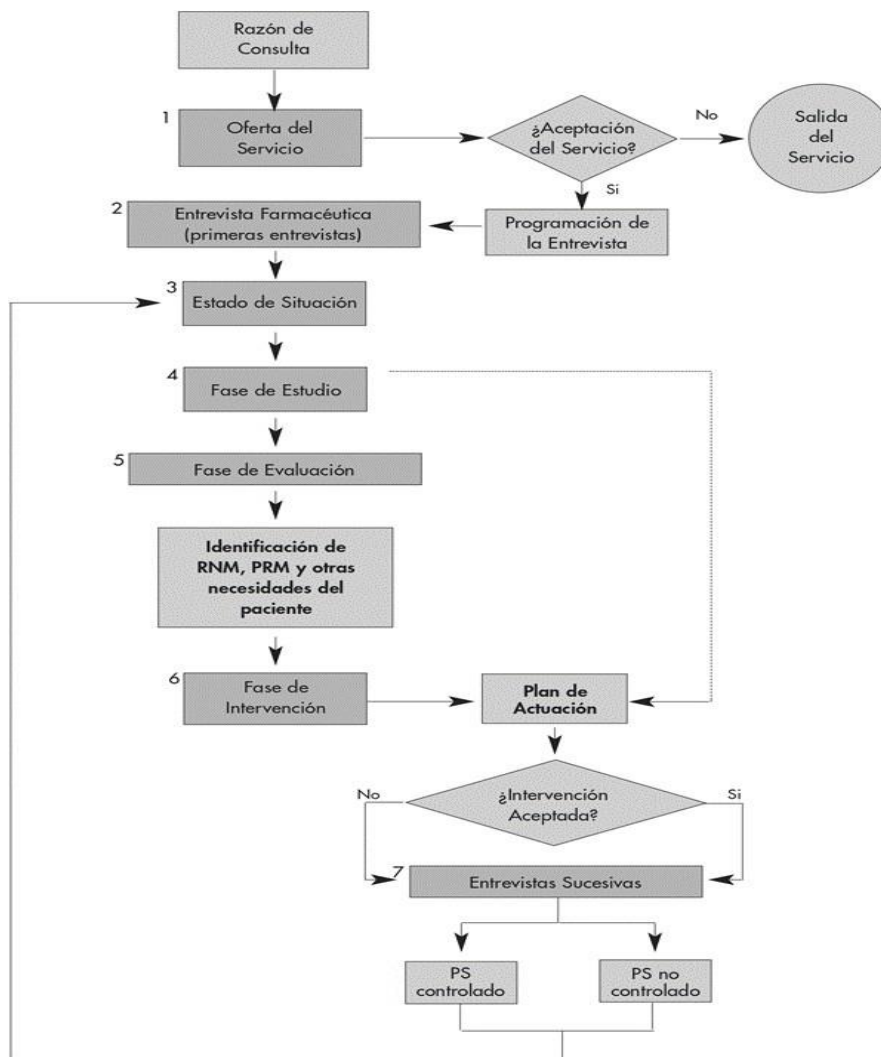 Razón de
Consulta
1
Oferta del
Servicio
¿Aceptación
del Servicio?
No
Salida
del
Servicio
Si
2
Entrevista Farmacéutica
(primeras entrevistas)
Programación de
la Entrevista
3
Estado de Situación
4
Fase de Estudio
5
Fase de Evaluación
Identificación de
RNM, PRM y otras
necesidades del
paciente
6
Fase de
Intervención
Plan de
Actuación
No
¿Intervención
Aceptada?
Si
7
Entrevistas Sucesivas
PS
controlado
PS no
controlado